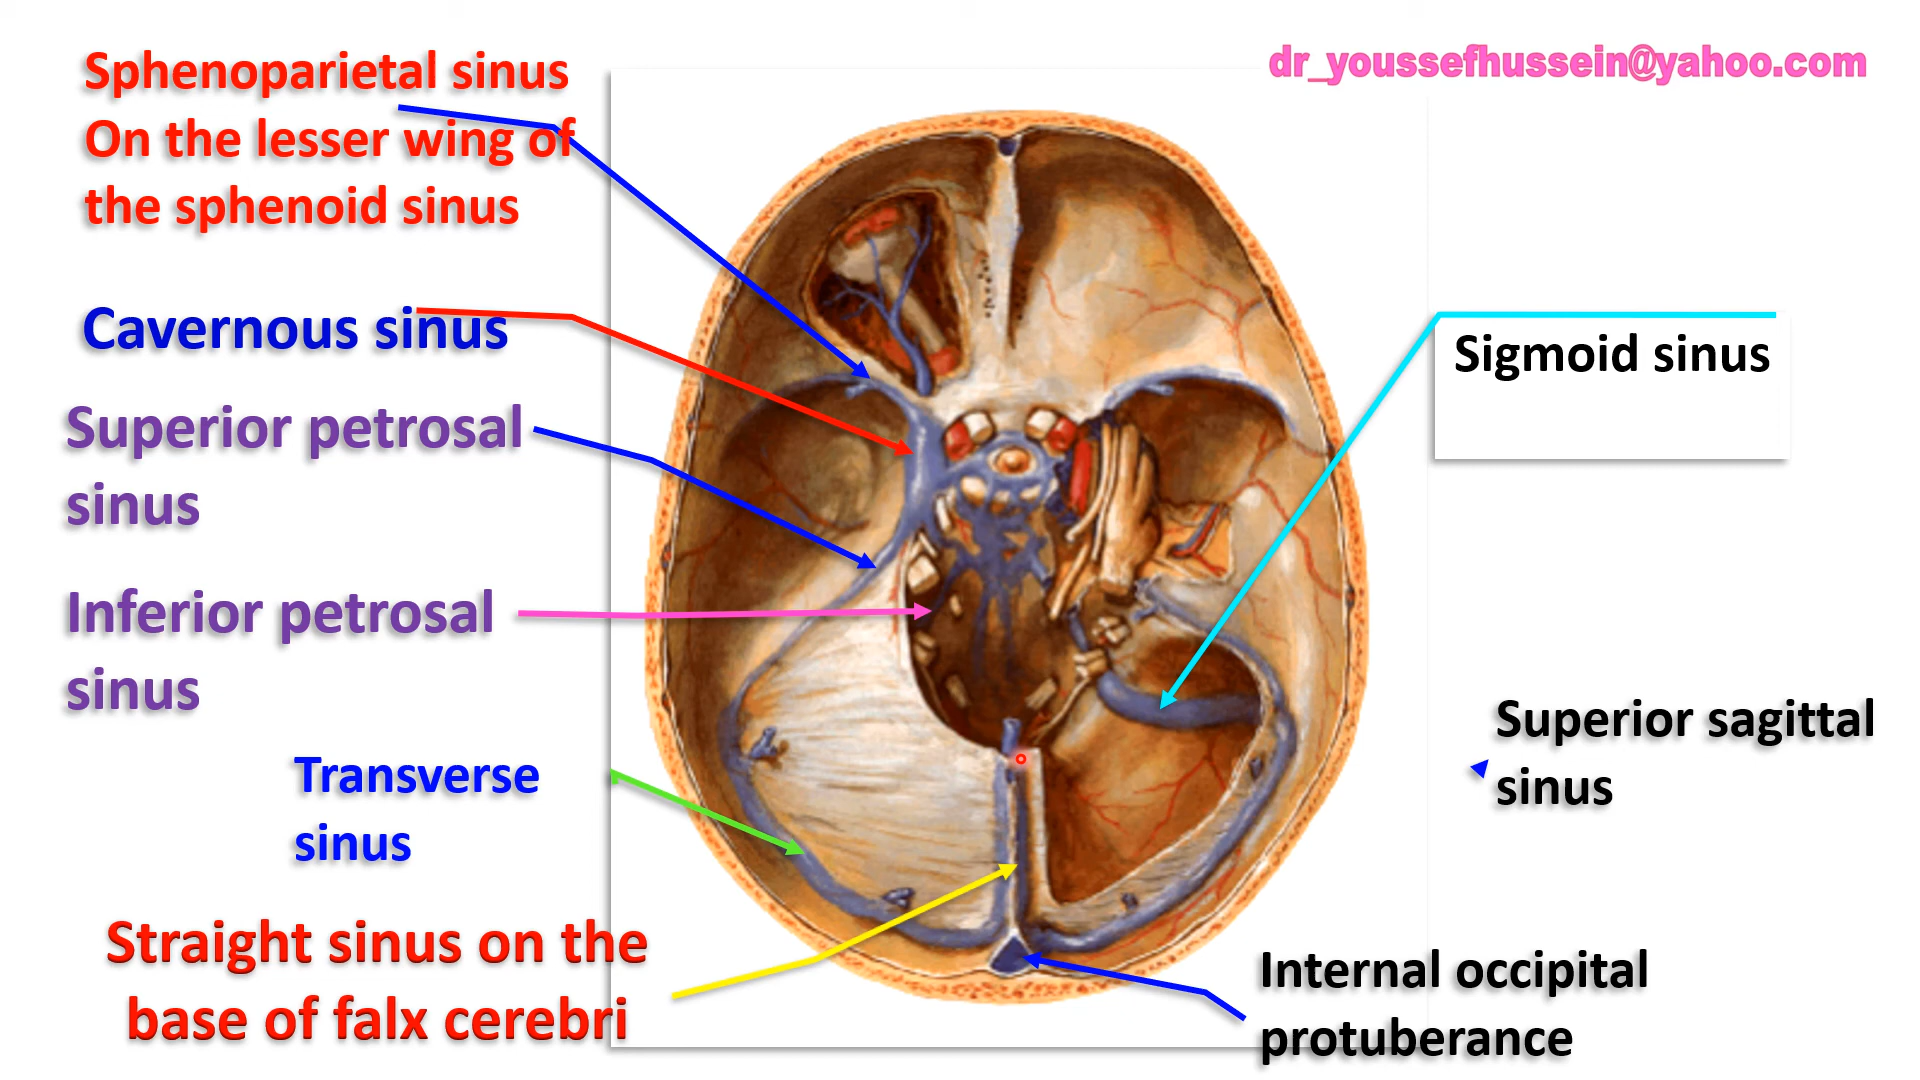 dr_youssefhussein@yahoo.com
Sphenoparietal sinus
On the lesser wing of
the sphenoid sinus
Cavernous sinus
Superior petrosal
sinus
Inferior petrosal
sinus
Transverse
sinus
Straight sinus on the
base of falx cerebri
Sigmoid sinus
Superior sagittal
sinus
Internal occipital
protuberance